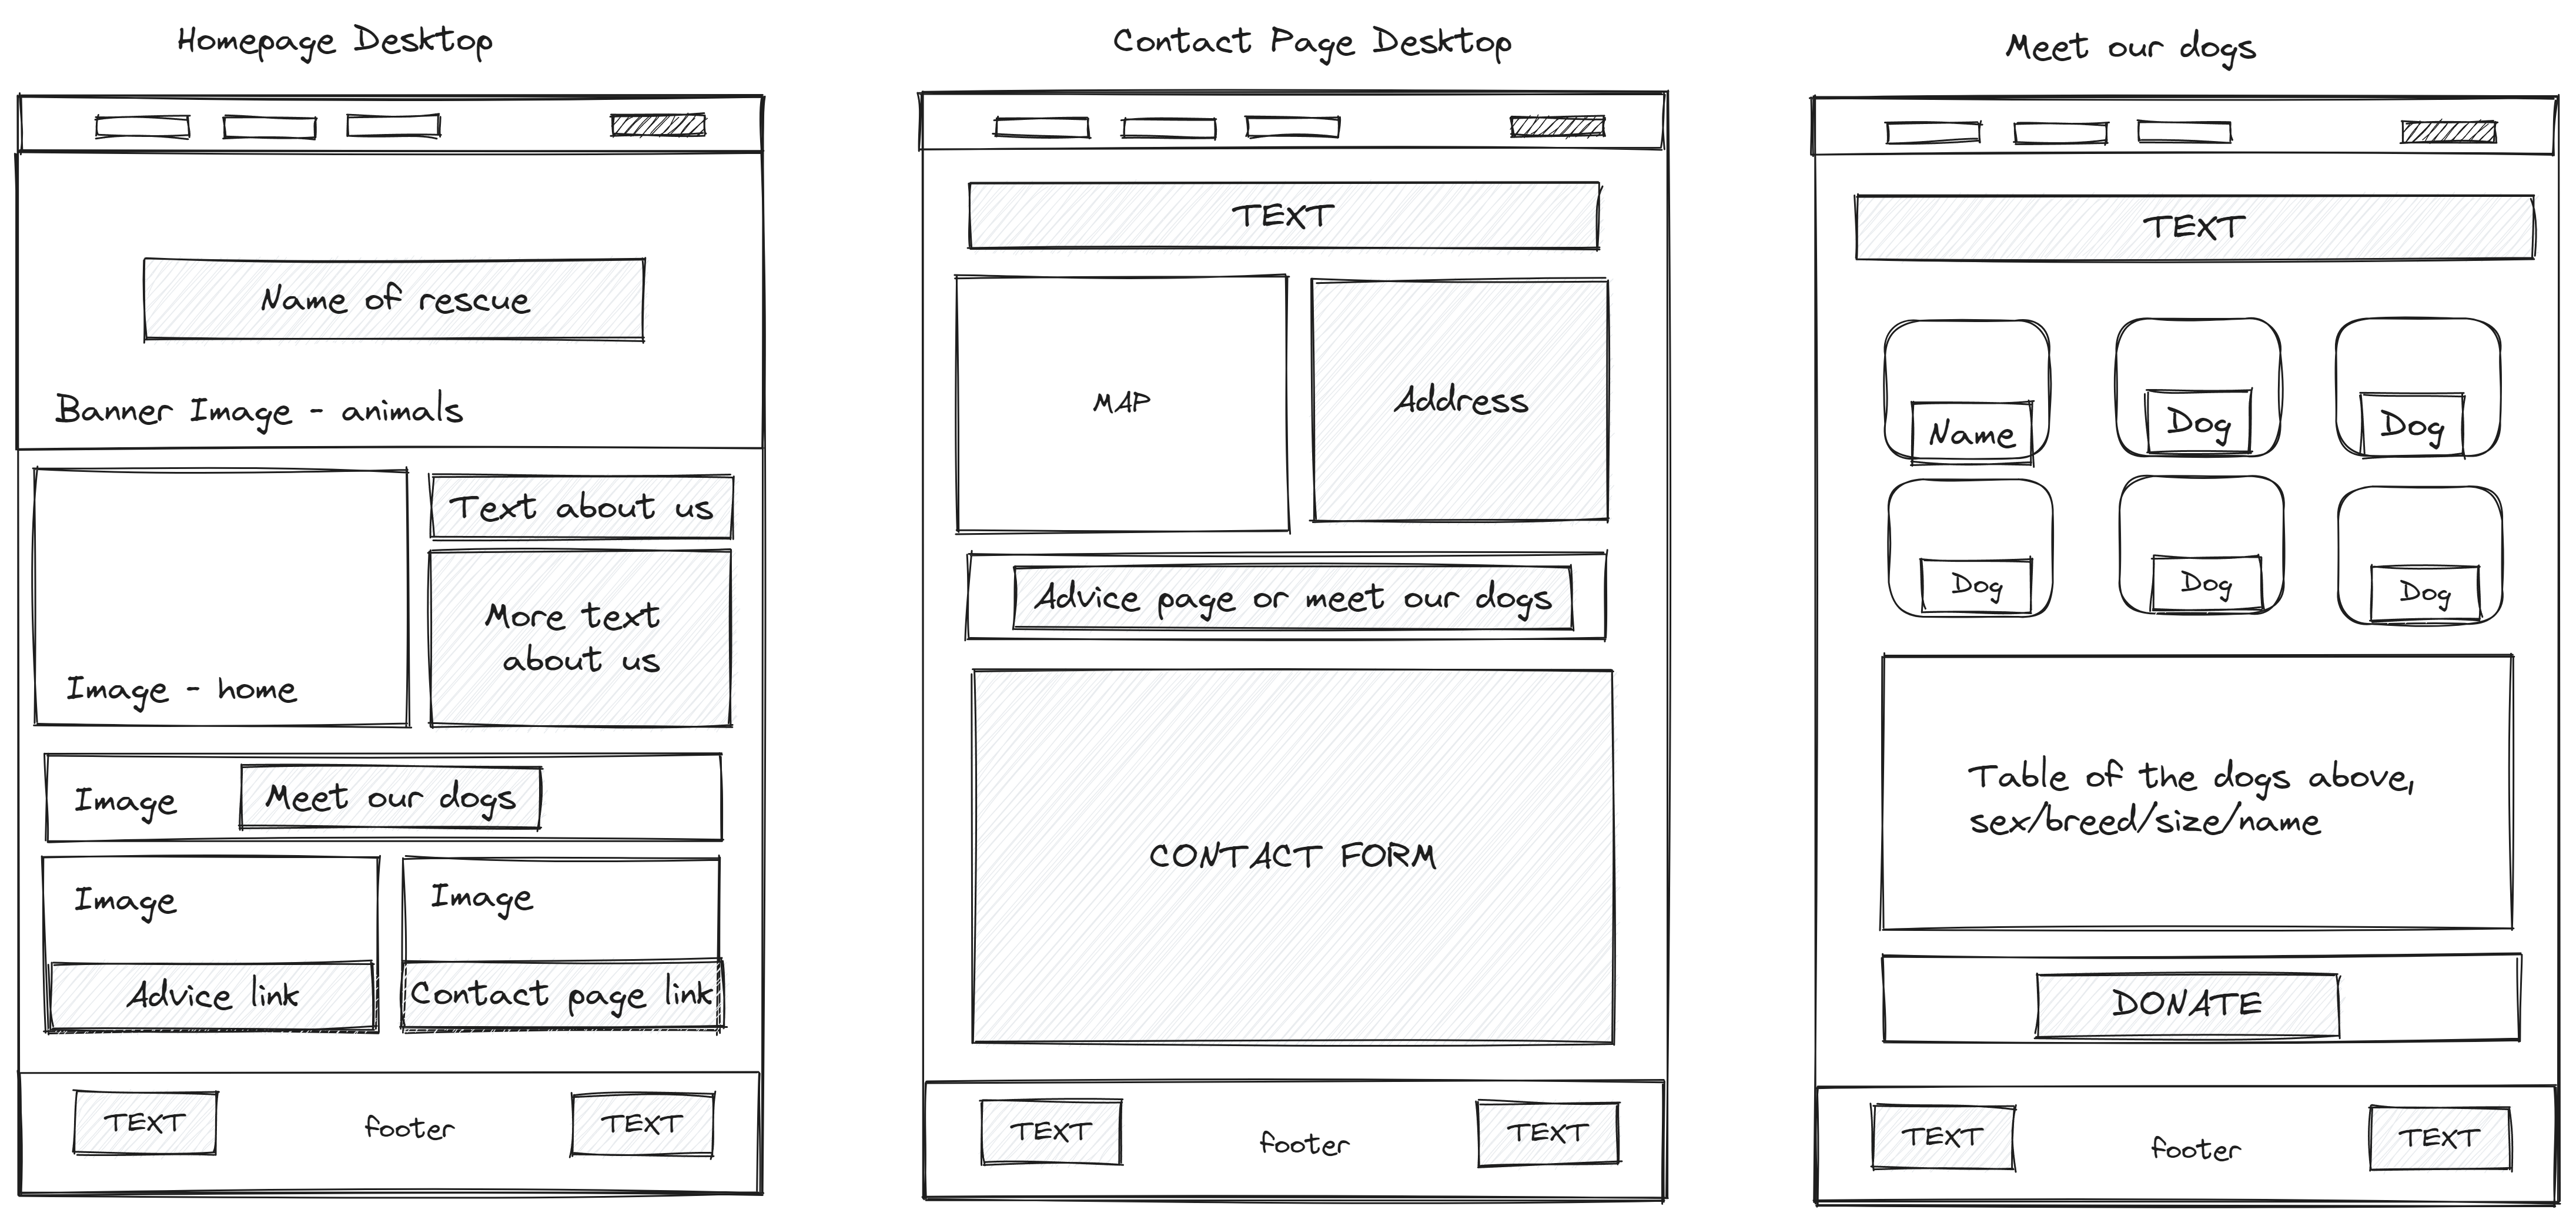 Homepage Desktop
Name of rescue
Banner Image - animals
Text about us
More text
about us
Image - home
Image
Meet our dogs
Image
Image
Advice link
Contact page link
TEXT
footer
TEXT
Contact Page Desktop
TEXT
MAP
Address
Advice page or meet our dogs
CONTACT FORM
TEXT
footer
TEXT
Meet our dogs
TEXT
Name
Dog
Dog
Dog
Dog
Dog
Table of the dogs above,
sex/breed/size/name
DONATE
TEXT
footer
TEXT